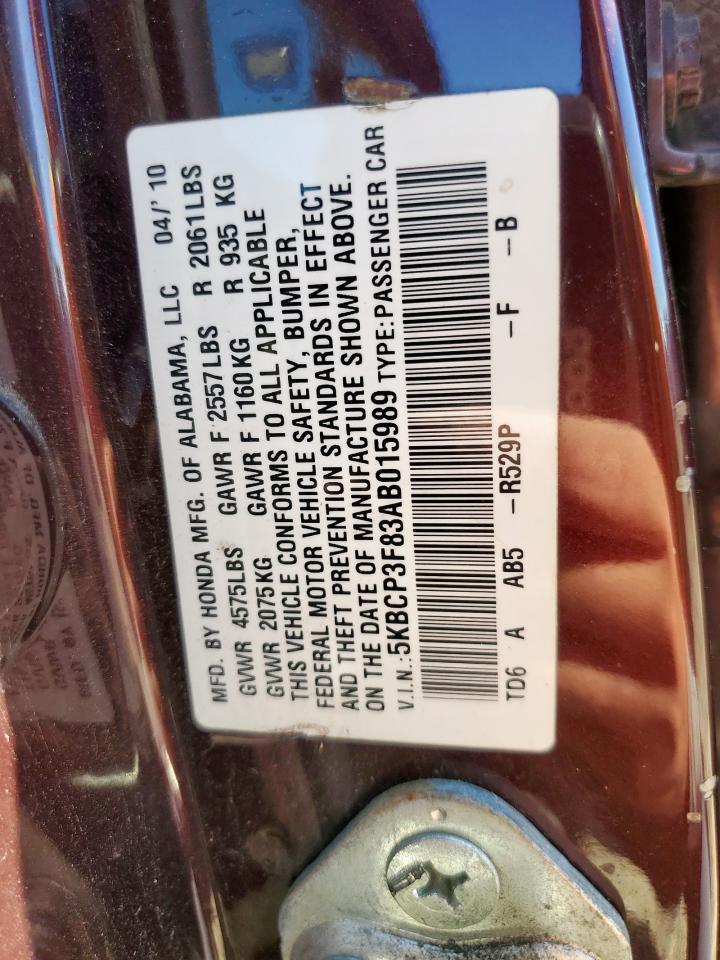 MFD. BY HONDA MFG. OF ALABAMA, LLC 04/' 10
GVWR 4575LBS GAWR F 2557LBS R 2061LBS
GVWR 2075KG GAWR F 1160KG R 935 KG
THIS VEHICLE CONFORMS TO ALL APPLICABLE
FEDERAL MOTOR VEHICLE SAFETY, BUMPER,
AND THEFT PREVENTION STANDARDS IN EFFECT
ON THE DATE OF MANUFACTURE SHOWN ABOVE.
V.I.N.:5KBCP3F83AB015989 TYPE:PASSENGER CAR
TD6 A AB5 -R529P -F -B